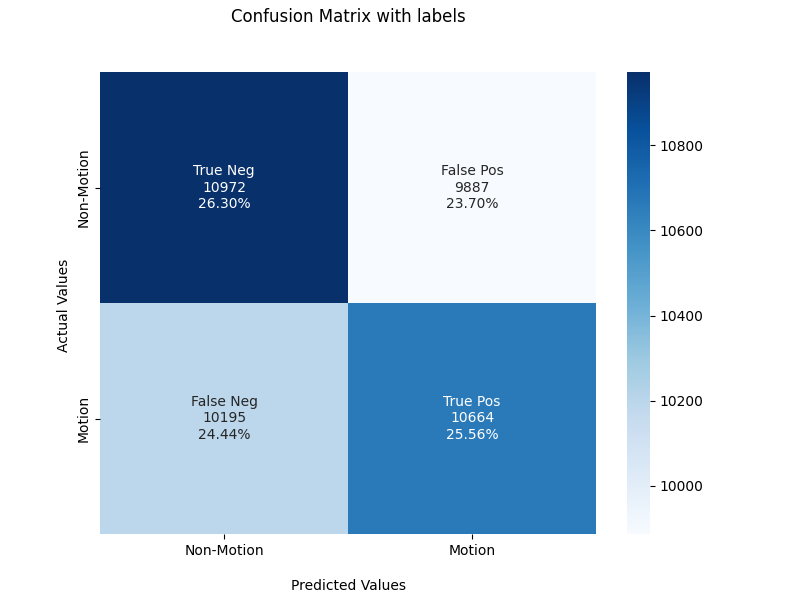 Confusion Matrix with labels
Non-Motion
True Neg
10972
26.30%
False Pos
9887
23.70%
Actual Values
Motion
False Neg
10195
24.44%
True Pos
10664
25.56%
Non-Motion
Motion
Predicted Values
10800
10600
10400
10200
10000